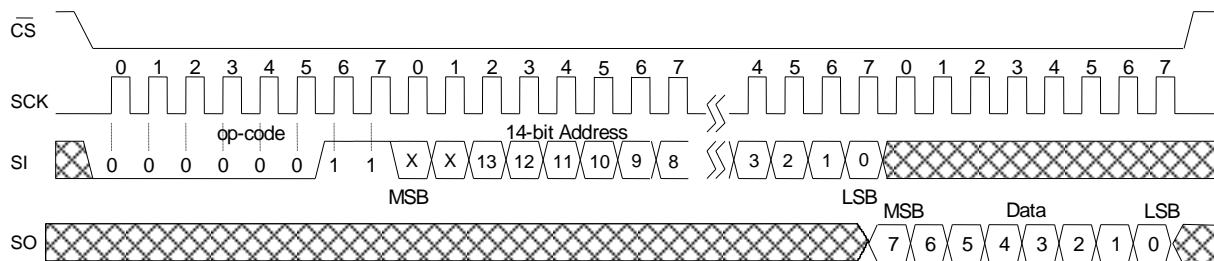 CS
0 1 2 3 4 5 6 7 0 1 2 3 4 5 6 7 4 5 6 7 0 1 2 3 4 5 6 7
SCK
op-code 14-bit Address
SI 0 0 0 0 0 0 1 1 X X 13 12 11 10 9 8 3 2 1 0
MSB LSB MSB Data LSB
SO 7 6 5 4 3 2 1 0